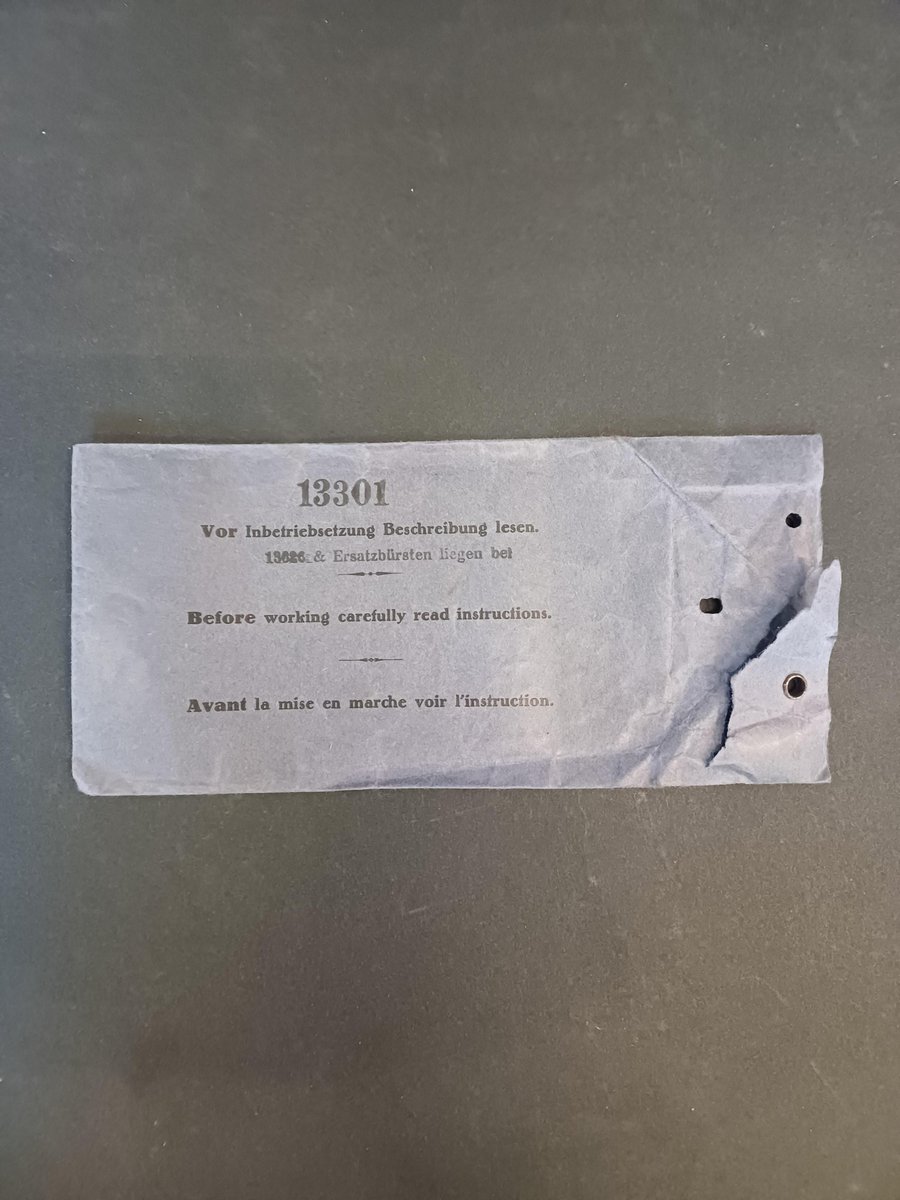 13301
Vor Inbetriebsetzung Beschreibung lesen.
& Ersatzbürsten liegen bei
Before working carefully read instructions.
Avant la mise en marche voir l'instruction.